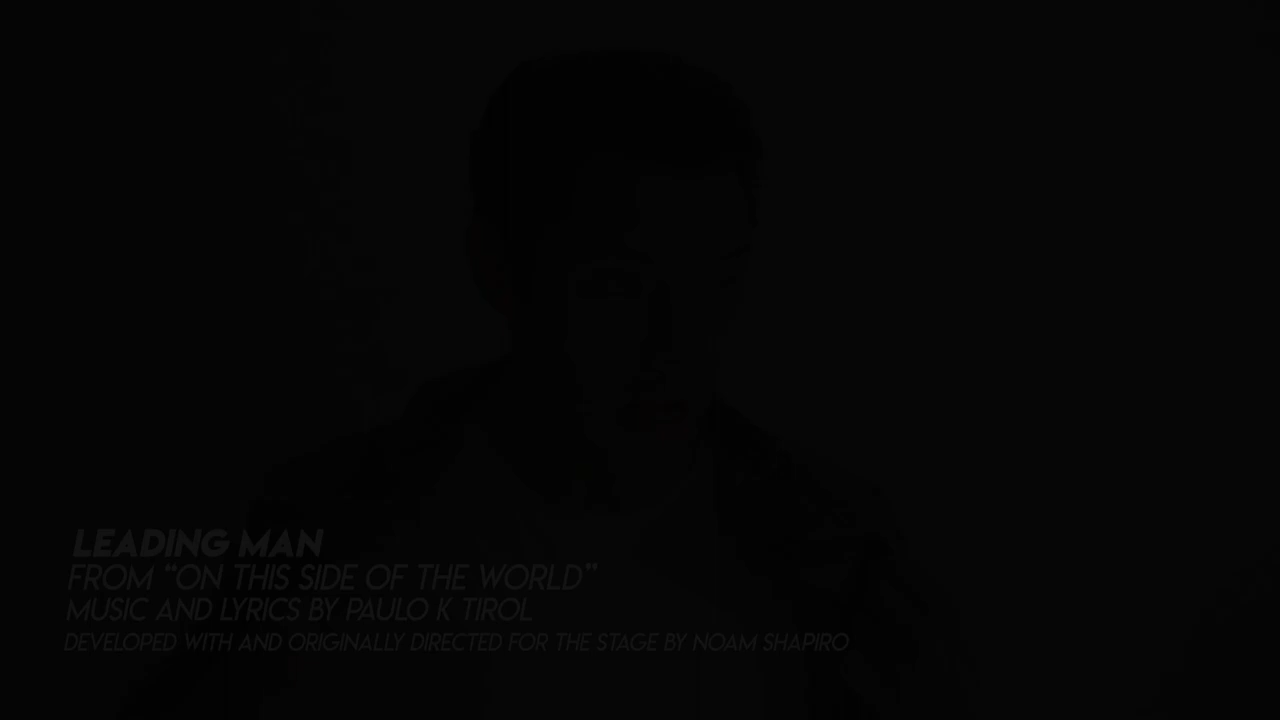 LEADING MAN
FROM “ON THIS SIDE OF THE WORLD”
MUSIC AND LYRICS BY PAULO K TIROL
DEVELOPED WITH AND ORIGINALLY DIRECTED FOR THE STAGE BY NOAM SHAPIRO